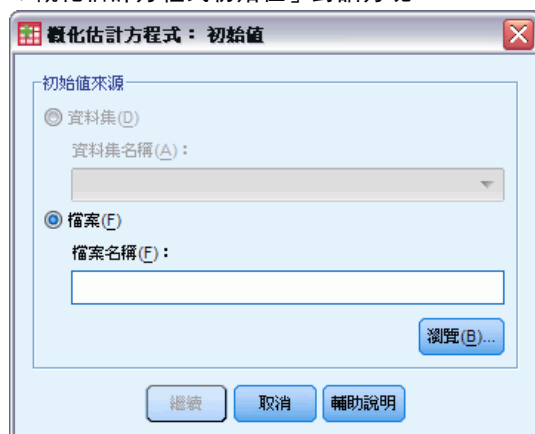 概化估計方程式： 初始值
初始值來源
資料集(D)
資料集名稱(A)：
檔案(F)
檔案名稱(F)：
瀏覽(B)...
繼續 取消 輔助說明